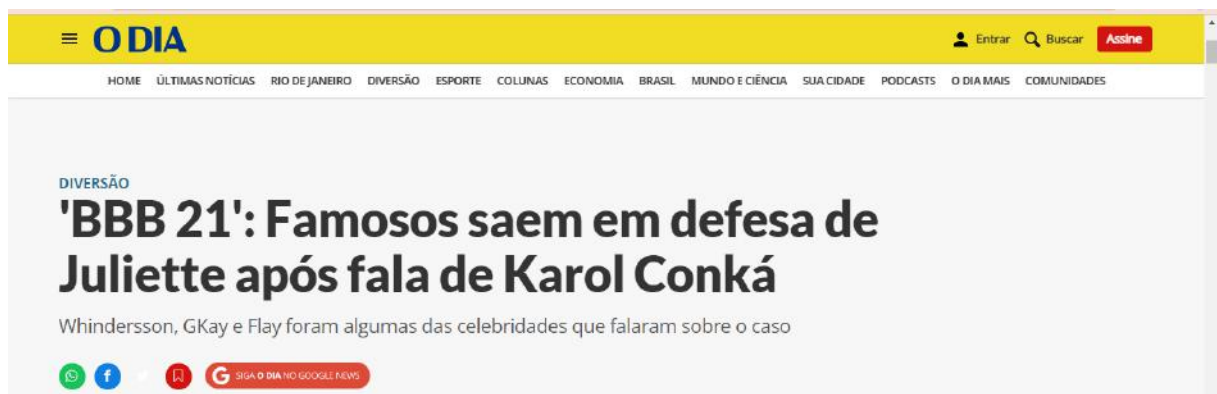 O DIA
Entrar Buscar Assine
HOME ÚLTIMAS NOTÍCIAS RIO DE JANEIRO DIVERSÃO ESPORTE COLUNAS ECONOMIA BRASIL MUNDO E CIÊNCIA SUA CIDADE PODCASTS O DIA MAIS COMUNIDADES
DIVERSÃO
'BBB 21': Famosos saem em defesa de
Juliette após fala de Karol Conká
Whindersson, GKay e Flay foram algumas das celebridades que falaram sobre o caso
SIGA O DIA NO GOOGLE NEWS